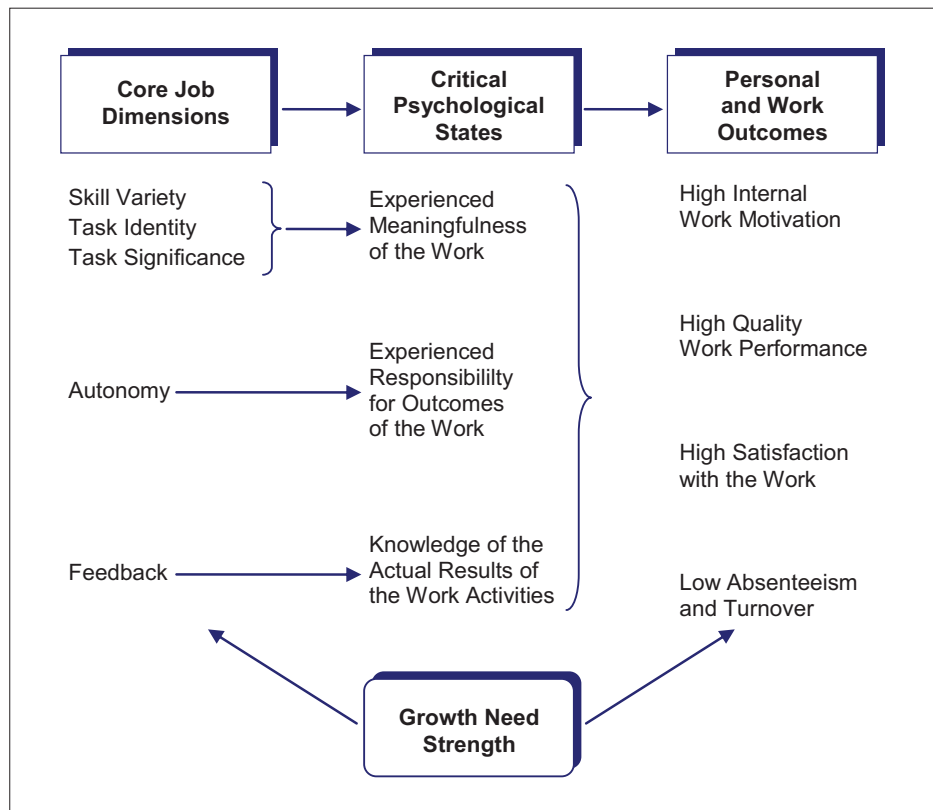 Core Job
Dimensions
Critical
Psychological
States
Personal
and Work
Outcomes
Skill Variety
Task Identity
Task Significance
Experienced
Meaningfulness
of the Work
High Internal
Work Motivation
Autonomy
Experienced
Responsibililty
for Outcomes
of the Work
High Quality
Work Performance
High Satisfaction
with the Work
Feedback
Knowledge of the
Actual Results of
the Work Activities
Low Absenteeism
and Turnover
Growth Need
Strength